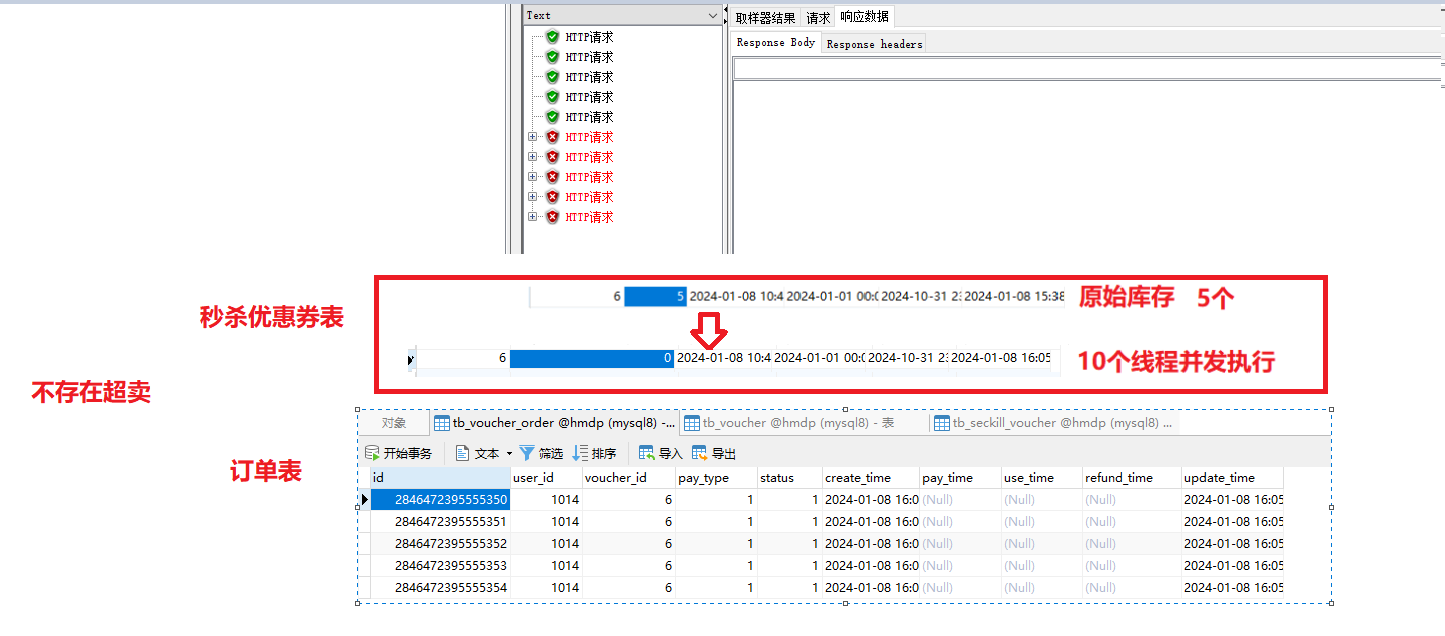 Text
取样器结果 请求 响应数据
Response Body Response headers
HTTP请求
HTTP请求
HTTP请求
HTTP请求
HTTP请求
HTTP请求
HTTP请求
HTTP请求
HTTP请求
HTTP请求
秒杀优惠券表
6 5 2024-01-08 10:4 2024-01-01 00:0 2024-10-31 23 2024-01-08 15:38
原始库存 5个
6 0 2024-01-08 10:4 2024-01-01 00:0 2024-10-31 23 2024-01-08 16:05
10个线程并发执行
不存在超卖
对象 tb_voucher_order @hmdp (mysql8) -... tb_voucher @hmdp (mysql8) - 表 tb_seckill_voucher @hmdp (mysql8) ...
订单表
开始事务 文本 筛选 排序 导入 导出
id user_id voucher_id pay_type status create_time pay_time use_time refund_time update_time
2846472395555350 1014 6 1 1 2024-01-08 16:0 (Null) (Null) (Null) 2024-01-08 16:05
2846472395555351 1014 6 1 1 2024-01-08 16:0 (Null) (Null) (Null) 2024-01-08 16:05
2846472395555352 1014 6 1 1 2024-01-08 16:0 (Null) (Null) (Null) 2024-01-08 16:05
2846472395555353 1014 6 1 1 2024-01-08 16:0 (Null) (Null) (Null) 2024-01-08 16:05
2846472395555354 1014 6 1 1 2024-01-08 16:0 (Null) (Null) (Null) 2024-01-08 16:05